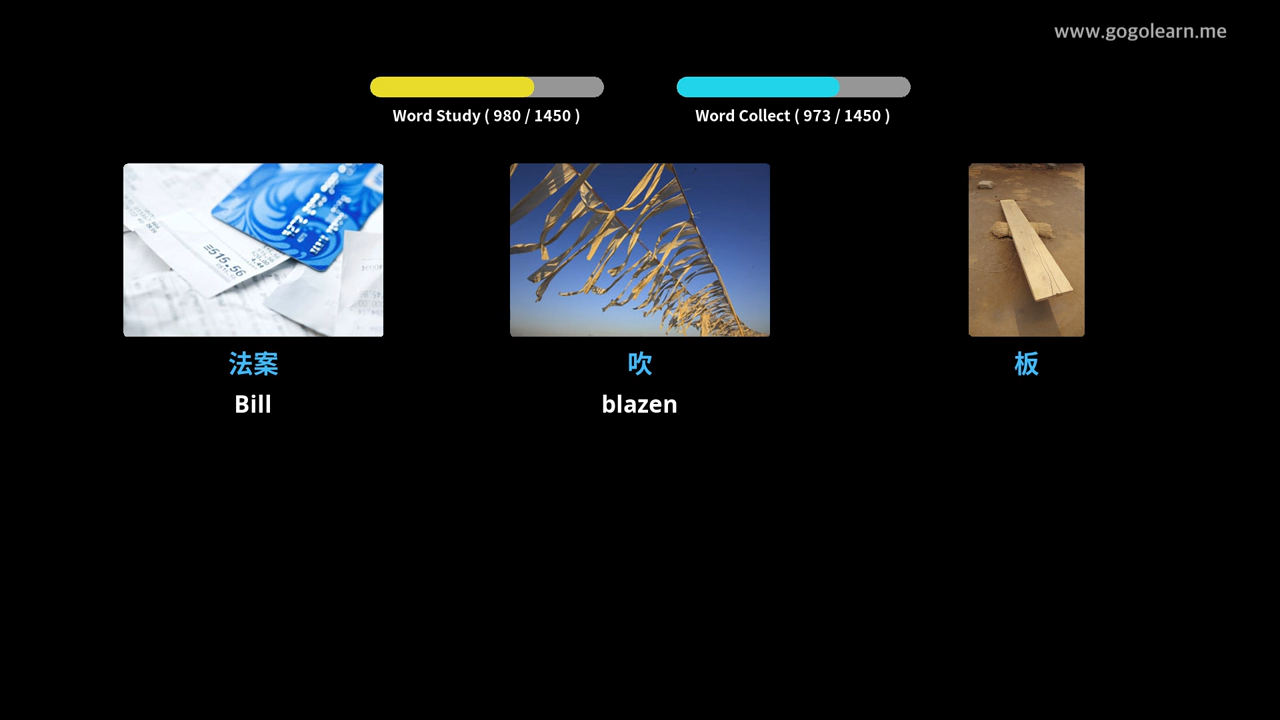 www.gogolearn.me
Word Study ( 980 / 1450 )
Word Collect ( 973 / 1450 )
法案
吹
板
Bill
blazen